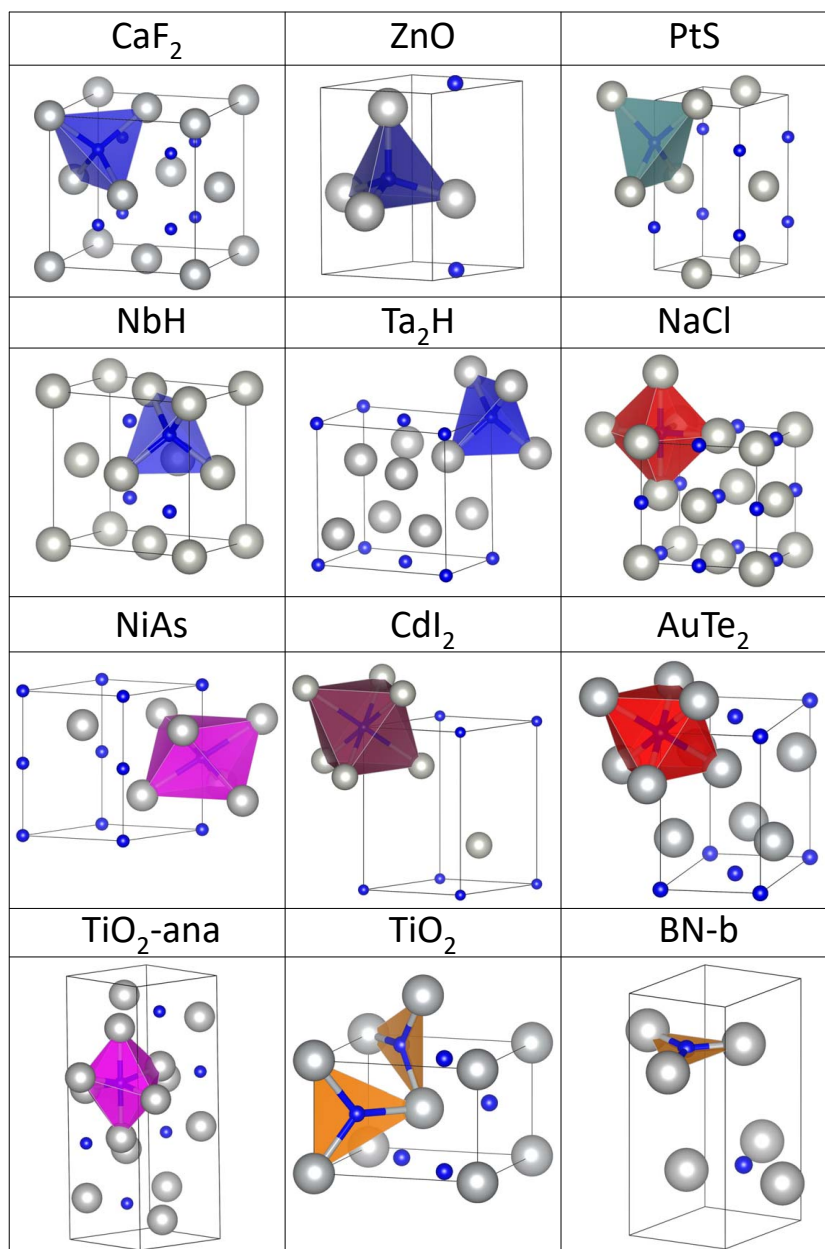 CaF₂
ZnO
PtS
NbH
Ta₂H
NaCl
NiAs
CdI₂
AuTe₂
TiO₂-ana
TiO₂
BN-b